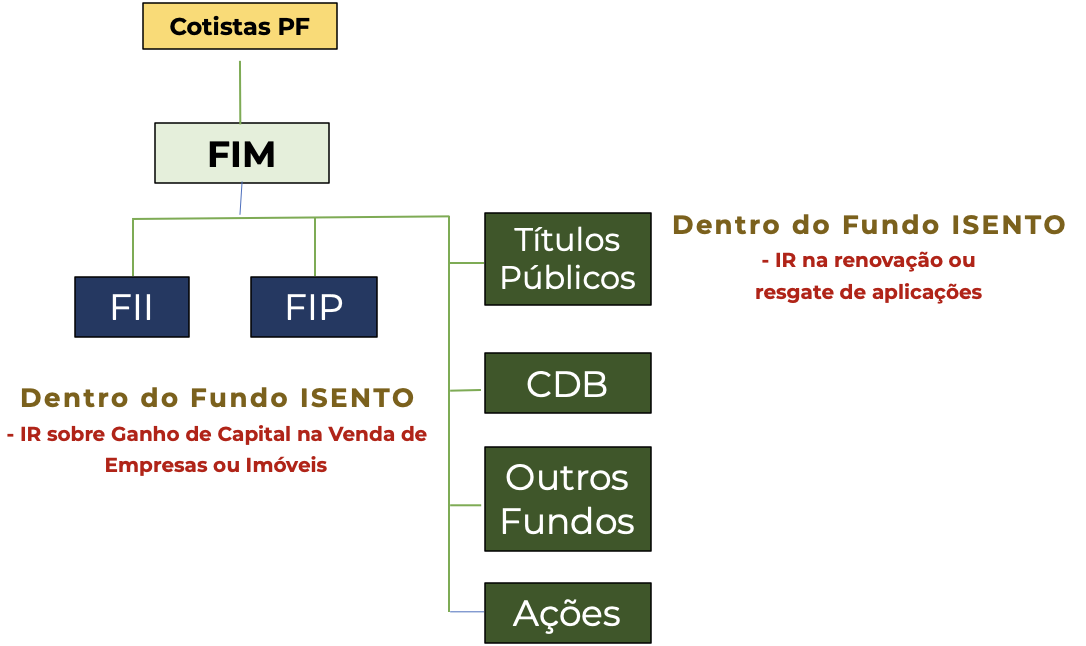 Cotistas PF
FIM
FII
FIP
Dentro do Fundo ISENTO
- IR sobre Ganho de Capital na Venda de
Empresas ou Imóveis
Títulos
Públicos
Dentro do Fundo ISENTO
- IR na renovação ou
resgate de aplicações
CDB
Outros
Fundos
Ações